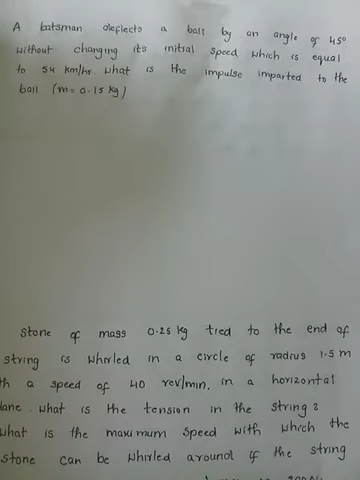 A batsman deflects a ball by an angle of 45°
without changing its initial speed which is equal
to 54 km/hr. what is the impulse imparted to the
ball (m = 0.15 kg)
stone of mass 0.25 kg tied to the end of
string is whirled in a circle of radius 1.5 m
th a speed of 40 rev/min. in a horizontal
lane. what is the tension in the string?
what is the maximum speed with which the
stone can be whirled around if the string